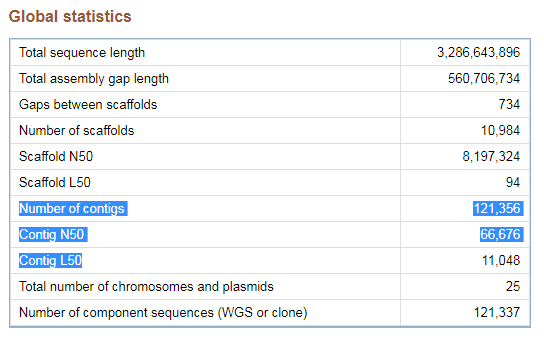 Global statistics
Total sequence length 3,286,643,896
Total assembly gap length 560,706,734
Gaps between scaffolds 734
Number of scaffolds 10,984
Scaffold N50 8,197,324
Scaffold L50 94
Number of contigs 121,356
Contig N50 66,676
Contig L50 11,048
Total number of chromosomes and plasmids 25
Number of component sequences (WGS or clone) 121,337